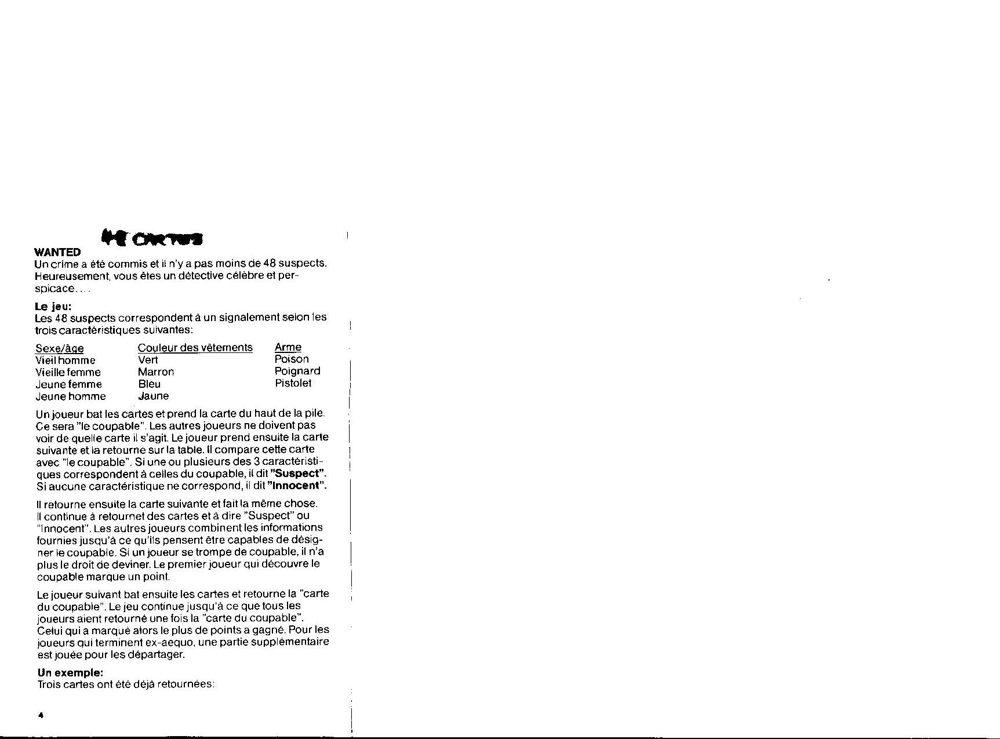 48 CARTES
WANTED
Un crime a été commis et il n'y a pas moins de 48 suspects.
Heureusement, vous êtes un détective célèbre et per-
spicace....
Le jeu:
Les 48 suspects correspondent à un signalement selon les
trois caractéristiques suivantes:
Sexe/âge Couleur des vêtements Arme
Vieil homme Vert Poison
Vieille femme Marron Poignard
Jeune femme Bleu Pistolet
Jeune homme Jaune
Un joueur bat les cartes et prend la carte du haut de la pile.
Ce sera "le coupable". Les autres joueurs ne doivent pas
voir de quelle carte il s'agit. Le joueur prend ensuite la carte
suivante et la retourne sur la table. Il compare cette carte
avec "le coupable". Si une ou plusieurs des 3 caractéristi-
ques correspondent à celles du coupable, il dit "Suspect".
Si aucune caractéristique ne correspond, il dit "Innocent".
Il retourne ensuite la carte suivante et fait la même chose.
Il continue à retournet des cartes et à dire "Suspect" ou
"Innocent". Les autres joueurs combinent les informations
fournies jusqu'à ce qu'ils pensent être capables de désig-
ner le coupable. Si un joueur se trompe de coupable, il n'a
plus le droit de deviner. Le premier joueur qui découvre le
coupable marque un point.
Le joueur suivant bat ensuite les cartes et retourne la "carte
du coupable". Le jeu continue jusqu'à ce que tous les
joueurs aient retourné une fois la "carte du coupable".
Celui qui a marqué alors le plus de points a gagné. Pour les
joueurs qui terminent ex-aequo, une partie supplémentaire
est jouée pour les départager.
Un exemple:
Trois cartes ont été déjà retournées:
4